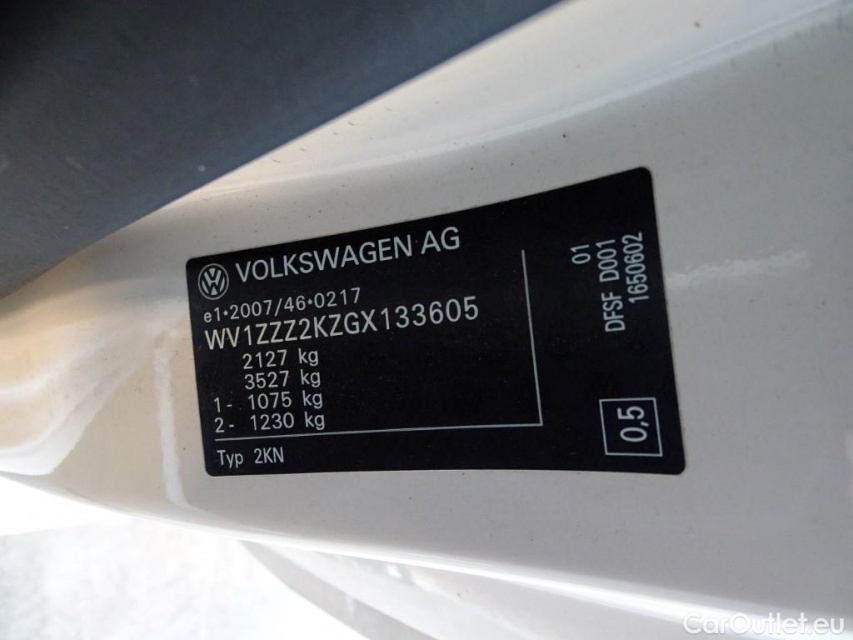 VOLKSWAGEN AG
e1•2007/46•0217
WV1ZZZ2KZGX133605
2127 kg
3527 kg
1- 1075 kg
2- 1230 kg
Typ 2KN
01
DFSF D001
1650602
0,5
CarOutlet.eu